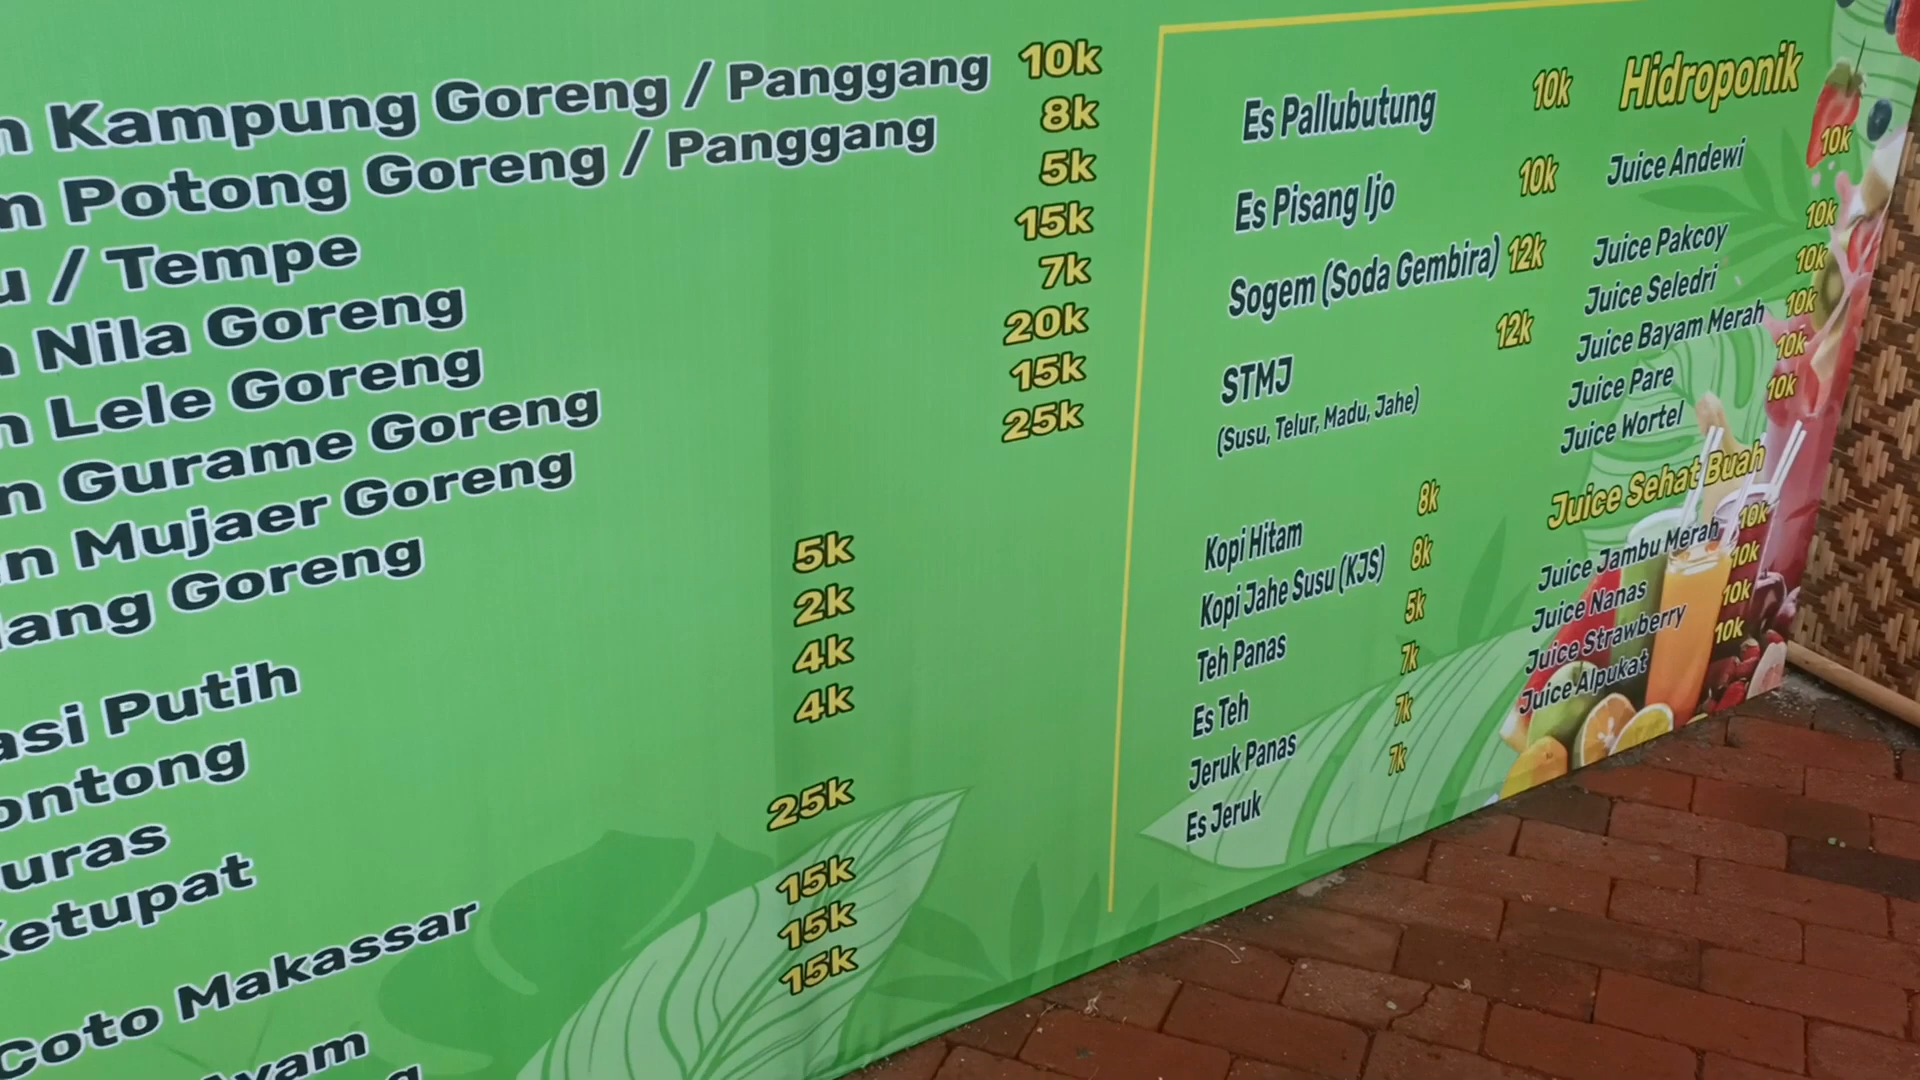 Kampung Goreng / Panggang 10k
Potong Goreng / Panggang 8k
/ Tempe 5k
Nila Goreng 15k
Lele Goreng 7k
Gurame Goreng 20k
Mujaer Goreng 15k
Goreng 25k
Putih 5k
2k
4k
4k
Coto Makassar 25k
15k
15k
15k
Es Pallubutung 10k
Es Pisang Ijo 10k
Sogem (Soda Gembira) 12k
STMJ 12k
(Susu, Telur, Madu, Jahe)
Kopi Hitam 8k
Kopi Jahe Susu (KJS) 8k
Teh Panas 5k
Es Teh 7k
Jeruk Panas 7k
Es Jeruk 7k
Hidroponik
Juice Andewi 10k
Juice Pakcoy 10k
Juice Seledri 10k
Juice Bayam Merah 10k
Juice Pare 10k
Juice Wortel 10k
Juice Sehat Buah
Juice Jambu Merah 10k
Juice Nanas 10k
Juice Strawberry 10k
Juice Alpukat 10k